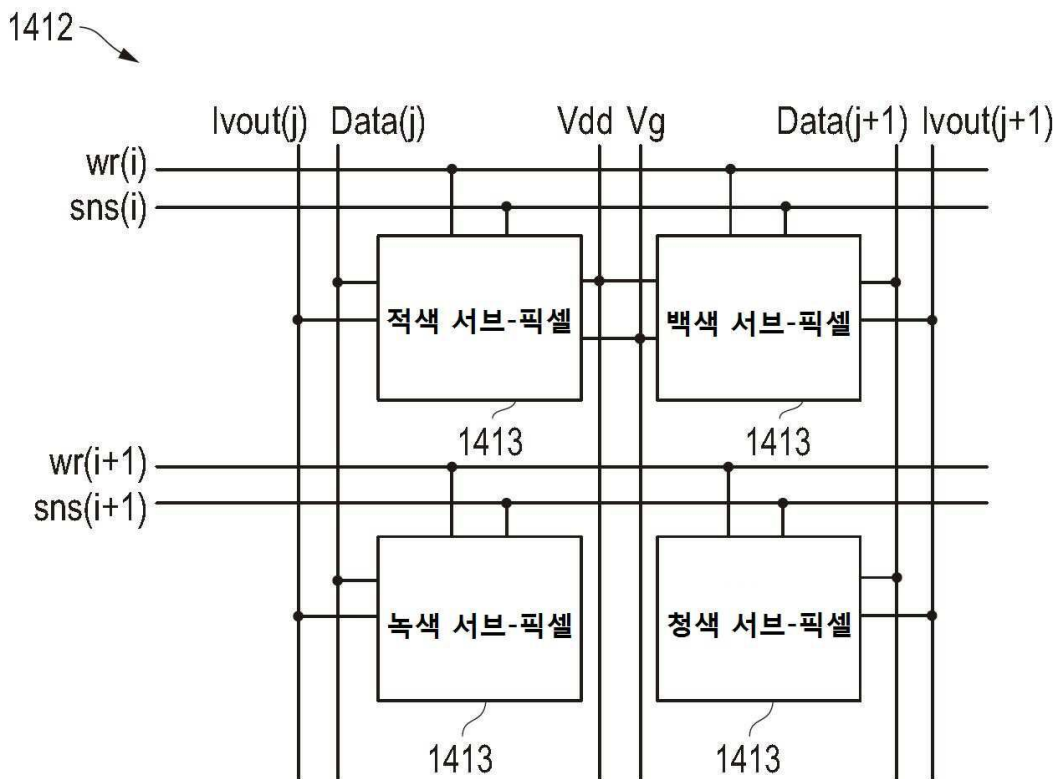 1412
Ivout(j) Data(j) Vdd Vg Data(j+1) Ivout(j+1)
wr(i)
sns(i)
적색 서브-픽셀 백색 서브-픽셀
1413 1413
wr(i+1)
sns(i+1)
녹색 서브-픽셀 청색 서브-픽셀
1413 1413